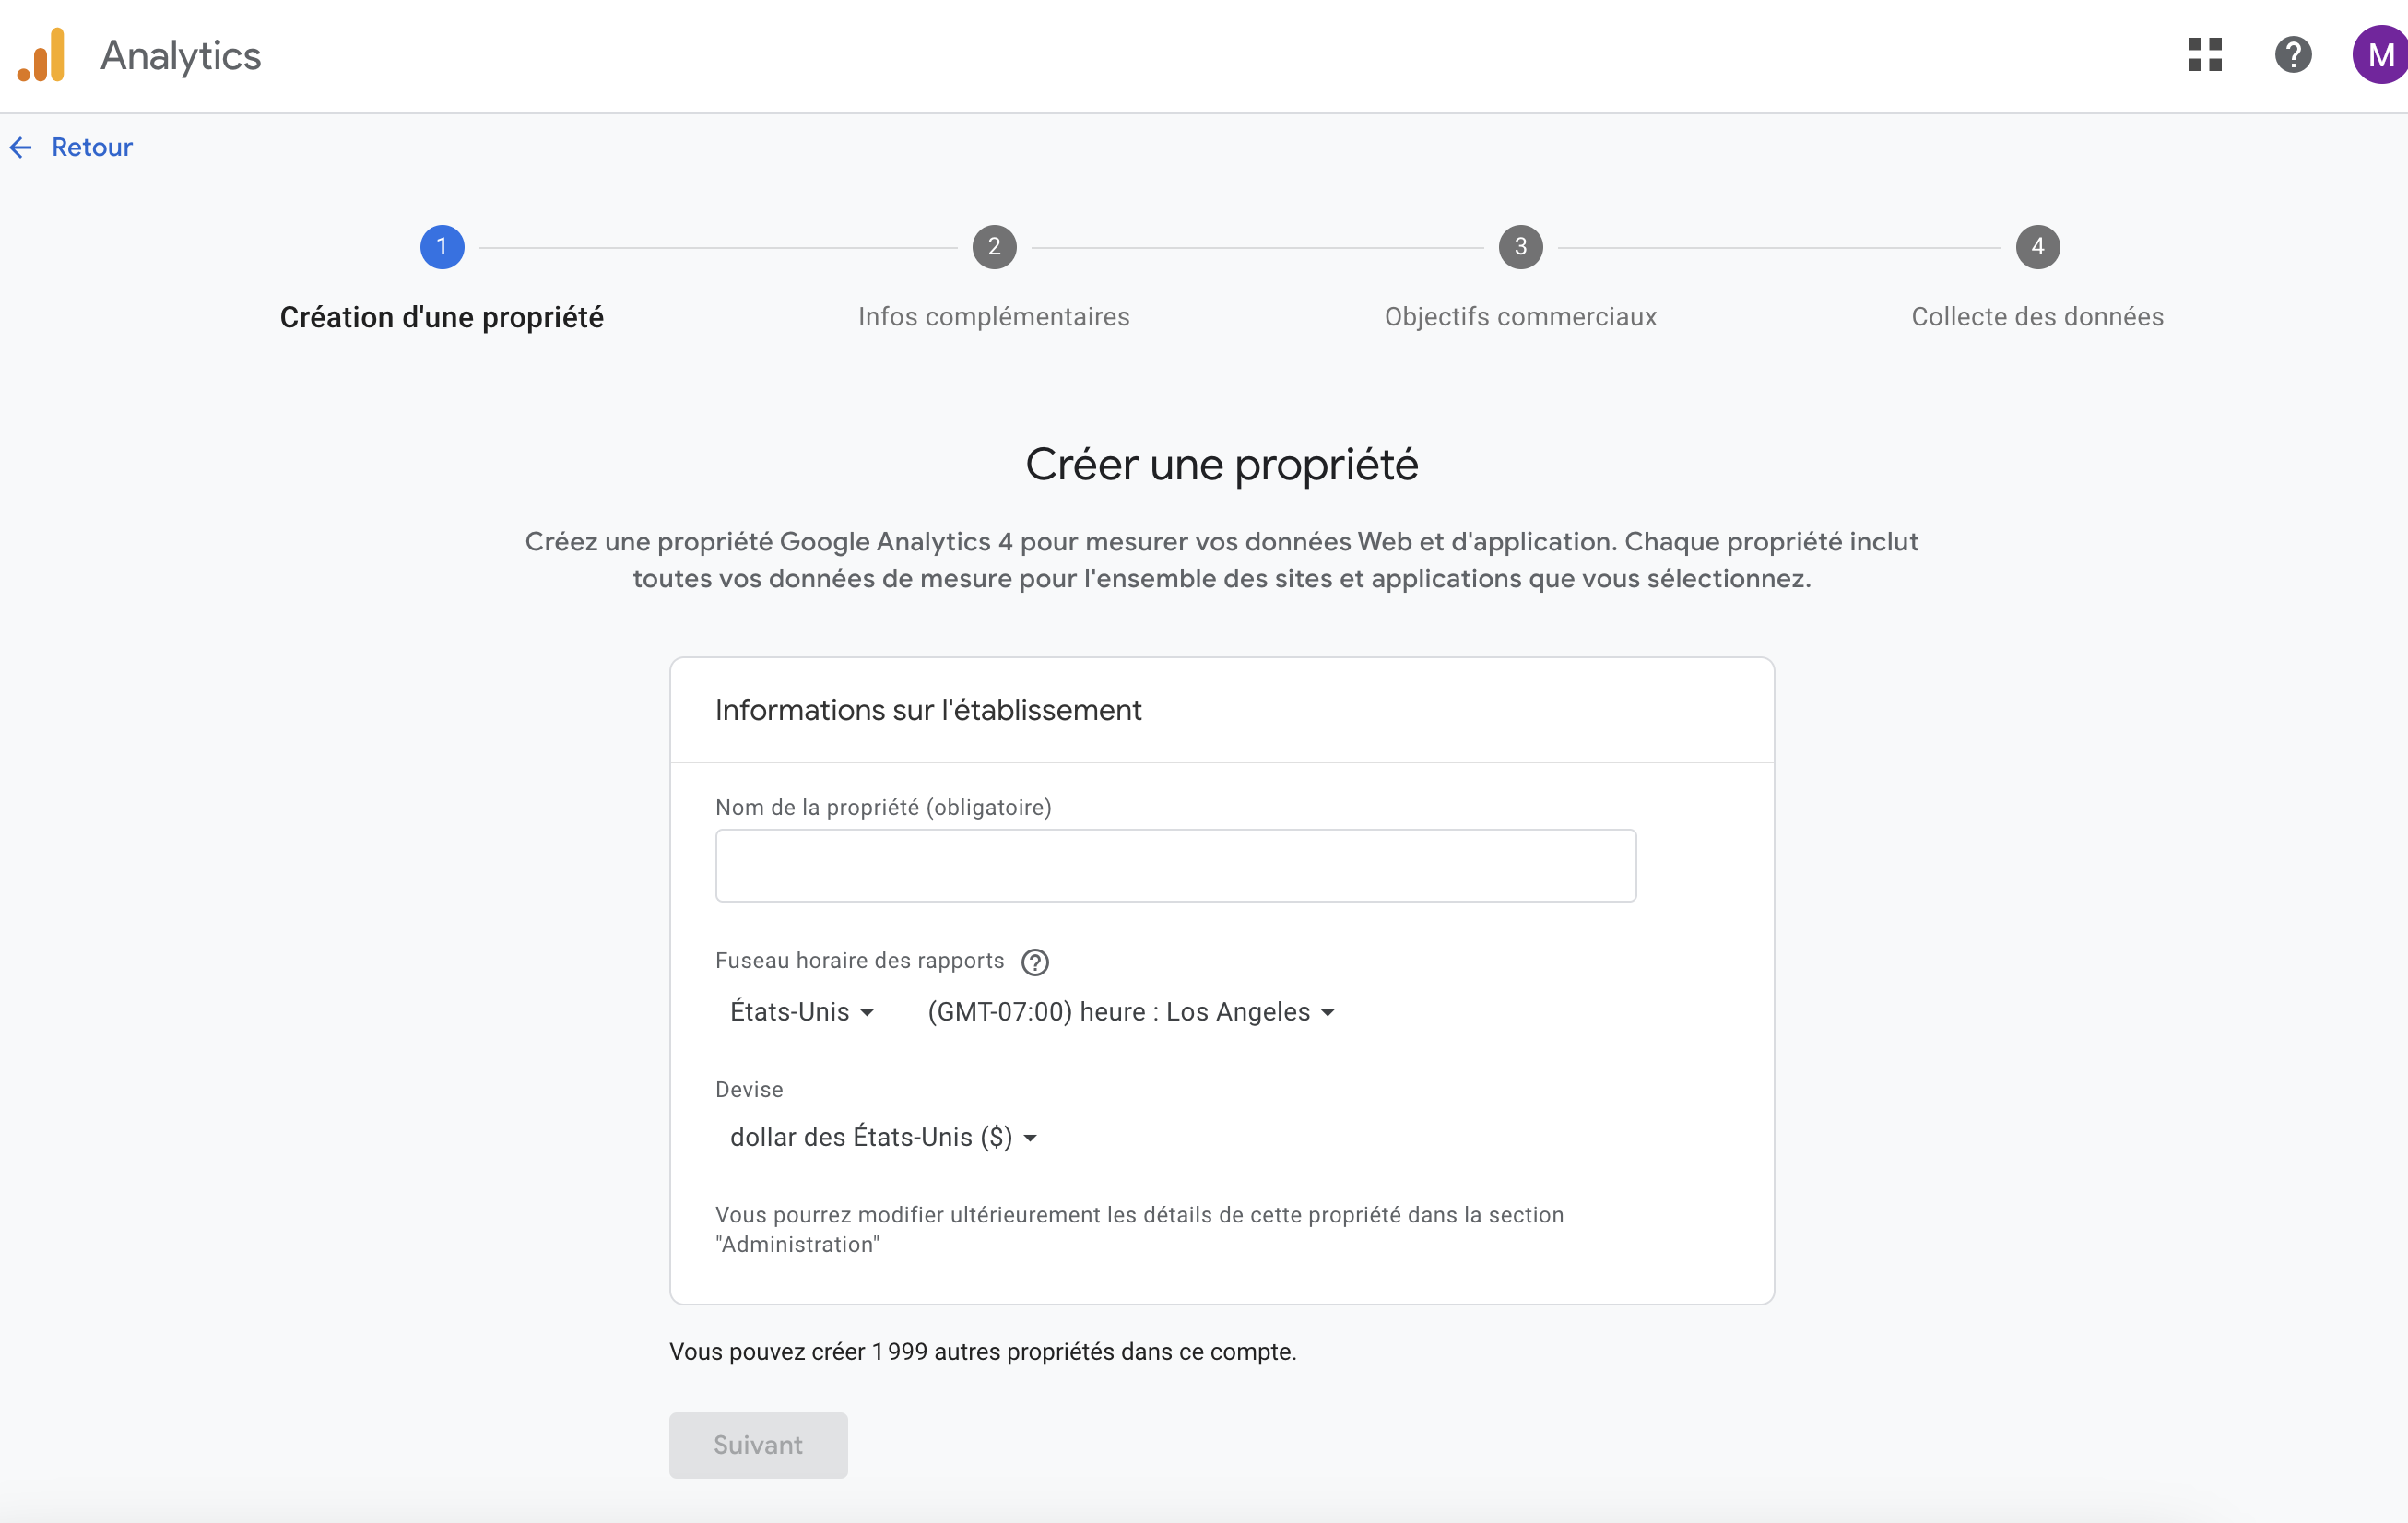 Analytics
M
Retour
1
2
3
4
Création d'une propriété
Infos complémentaires
Objectifs commerciaux
Collecte des données
Créer une propriété
Créez une propriété Google Analytics 4 pour mesurer vos données Web et d'application. Chaque propriété inclut
toutes vos données de mesure pour l'ensemble des sites et applications que vous sélectionnez.
Informations sur l'établissement
Nom de la propriété (obligatoire)
Fuseau horaire des rapports
États-Unis
(GMT-07:00) heure : Los Angeles
Devise
dollar des États-Unis ($)
Vous pourrez modifier ultérieurement les détails de cette propriété dans la section
"Administration"
Vous pouvez créer 1 999 autres propriétés dans ce compte.
Suivant